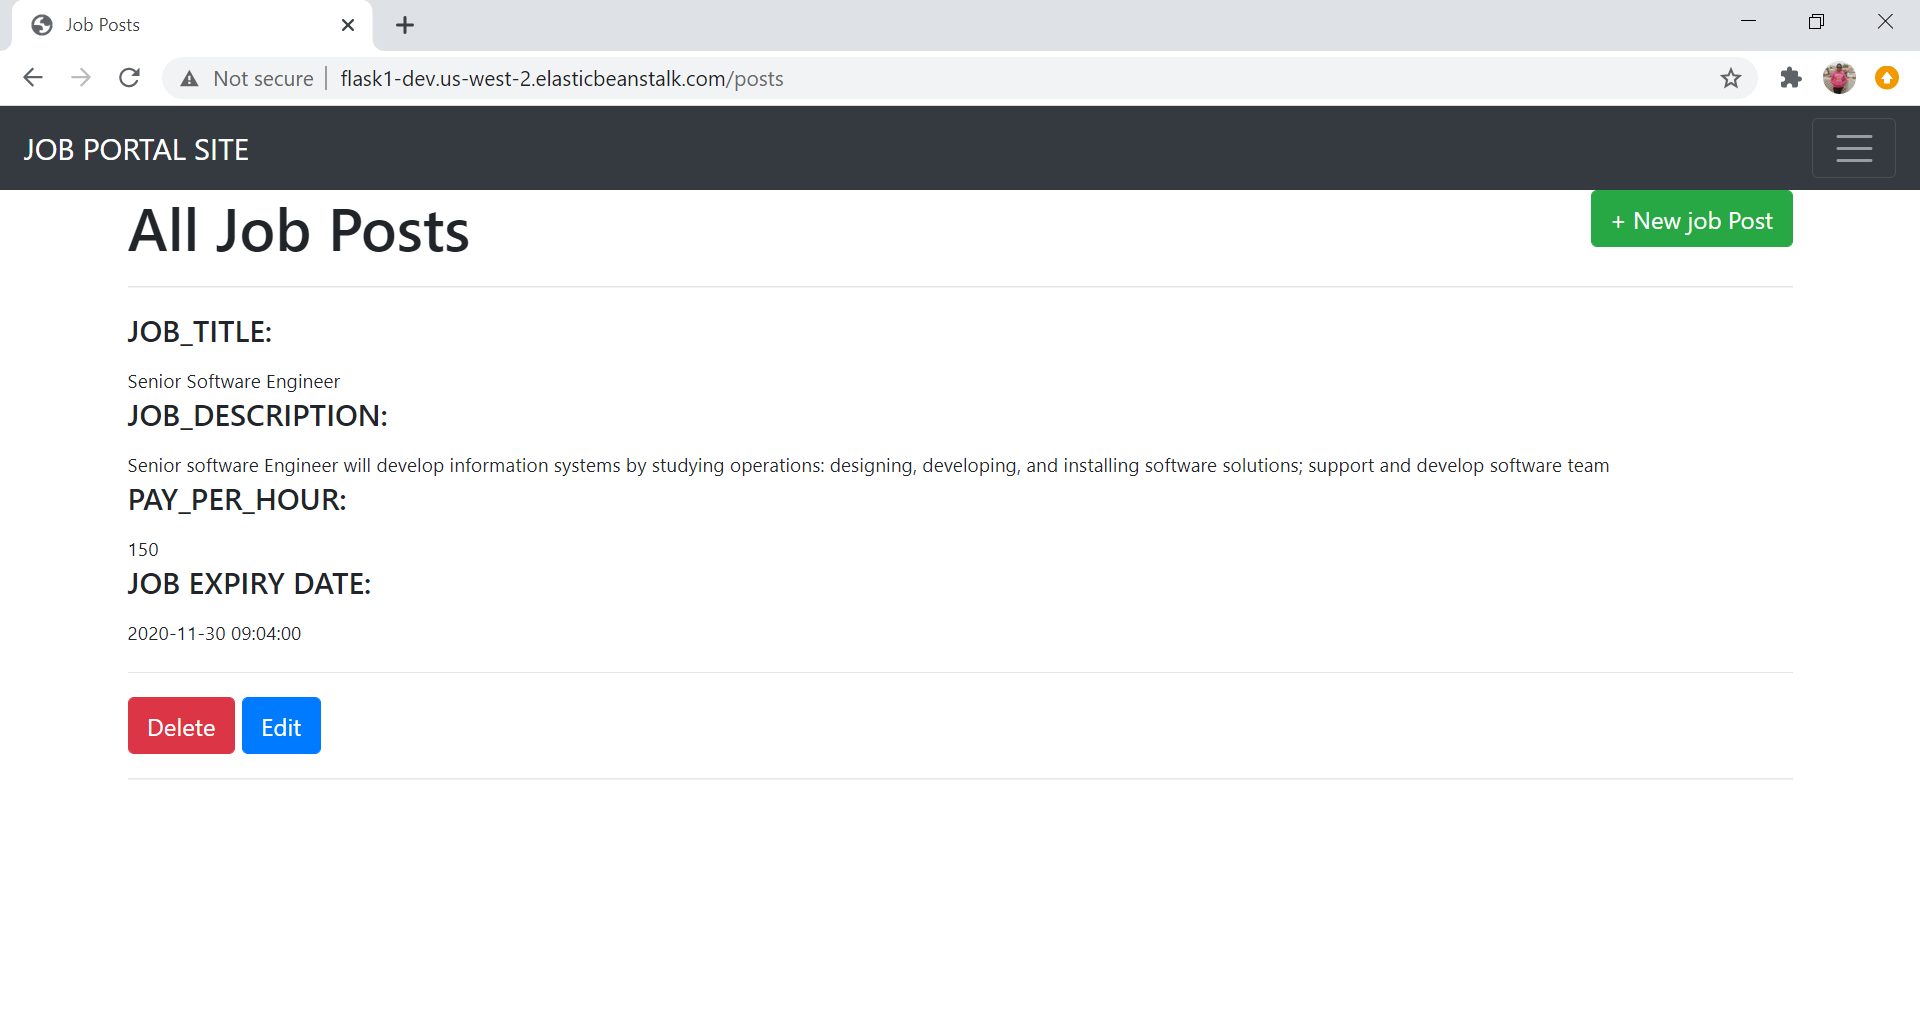 Job Posts
Not secure | flask1-dev.us-west-2.elasticbeanstalk.com/posts
JOB PORTAL SITE
All Job Posts
+ New job Post
JOB_TITLE:
Senior Software Engineer
JOB_DESCRIPTION:
Senior software Engineer will develop information systems by studying operations: designing, developing, and installing software solutions; support and develop software team
PAY_PER_HOUR:
150
JOB EXPIRY DATE:
2020-11-30 09:04:00
Delete Edit